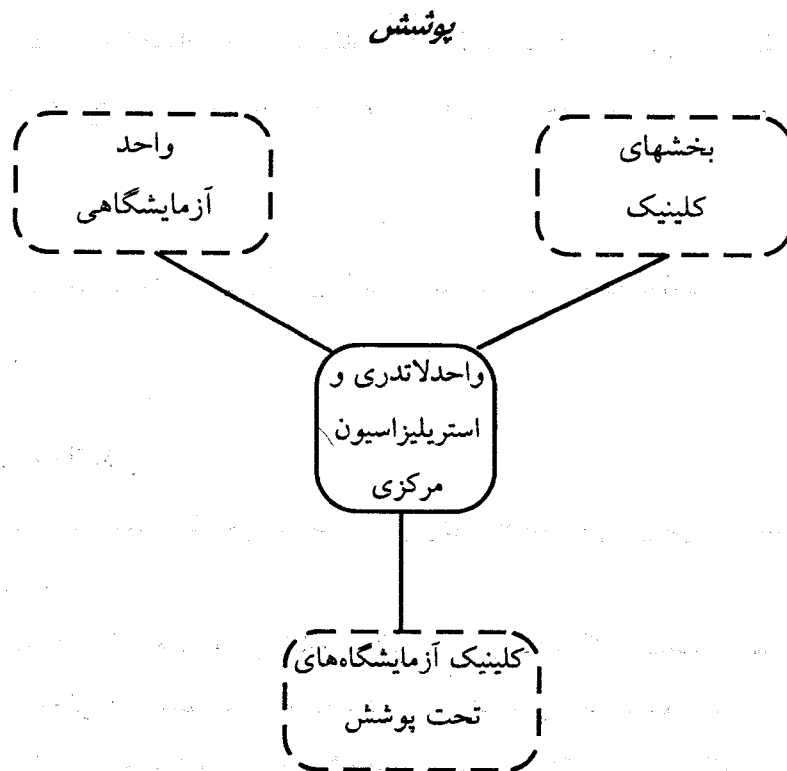 پوشش
بخشهای
کلینیک
واحد
آزمایشگاهی
واحدلاتدری و
استریلیزاسیون
مرکزی
کلینیک آزمایشگاه‌های
تحت پوشش